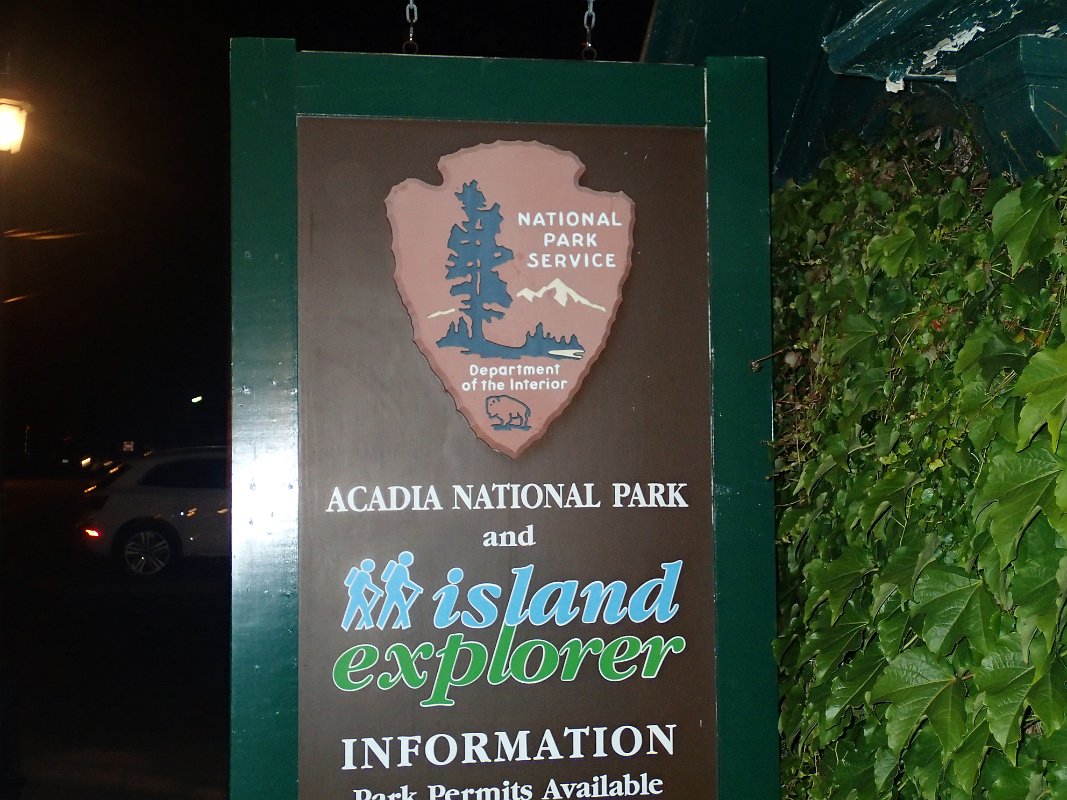 NATIONAL
PARK
SERVICE
Department
of the Interior
ACADIA NATIONAL PARK
and
island
explorer
INFORMATION
Park Permits Available